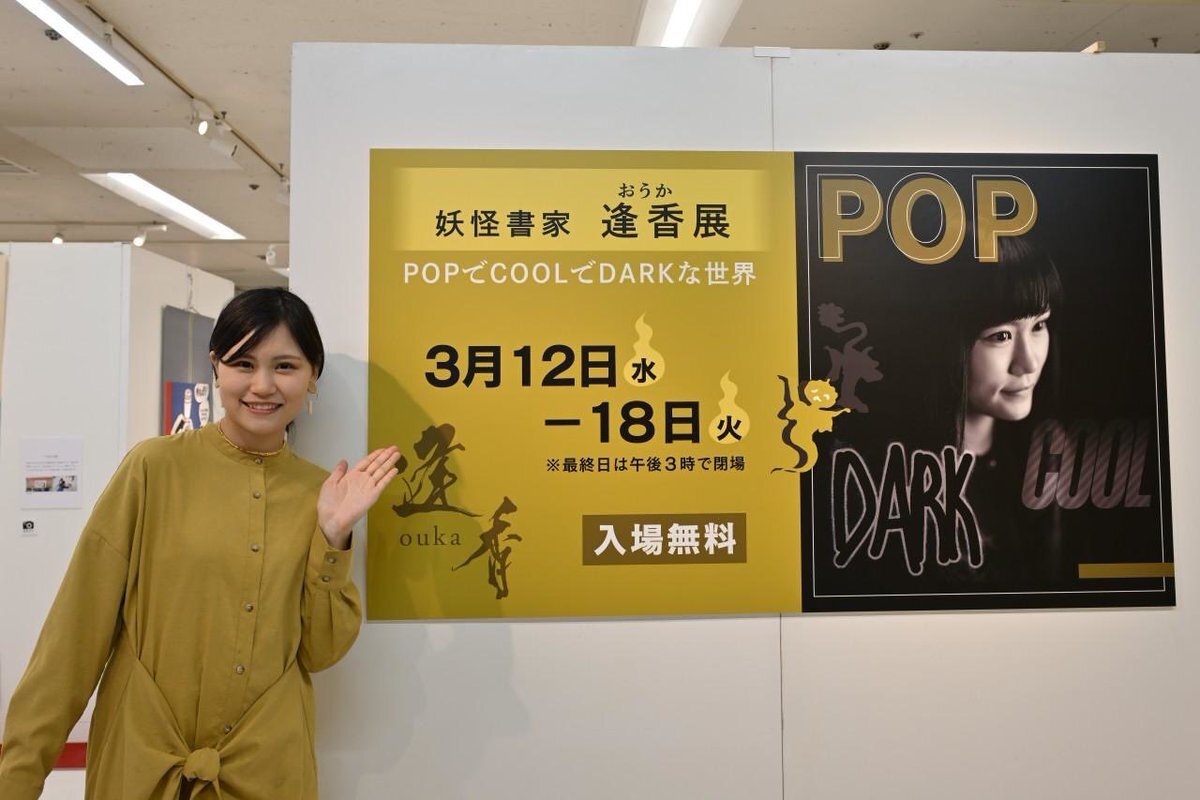 おうか
妖怪書家 逢香展
POPでCOOLでDARKな世界
3月12日水
−18日火
※最終日は午後3時で閉場
逢香
ouka
入場無料
POP
DARK
COOL